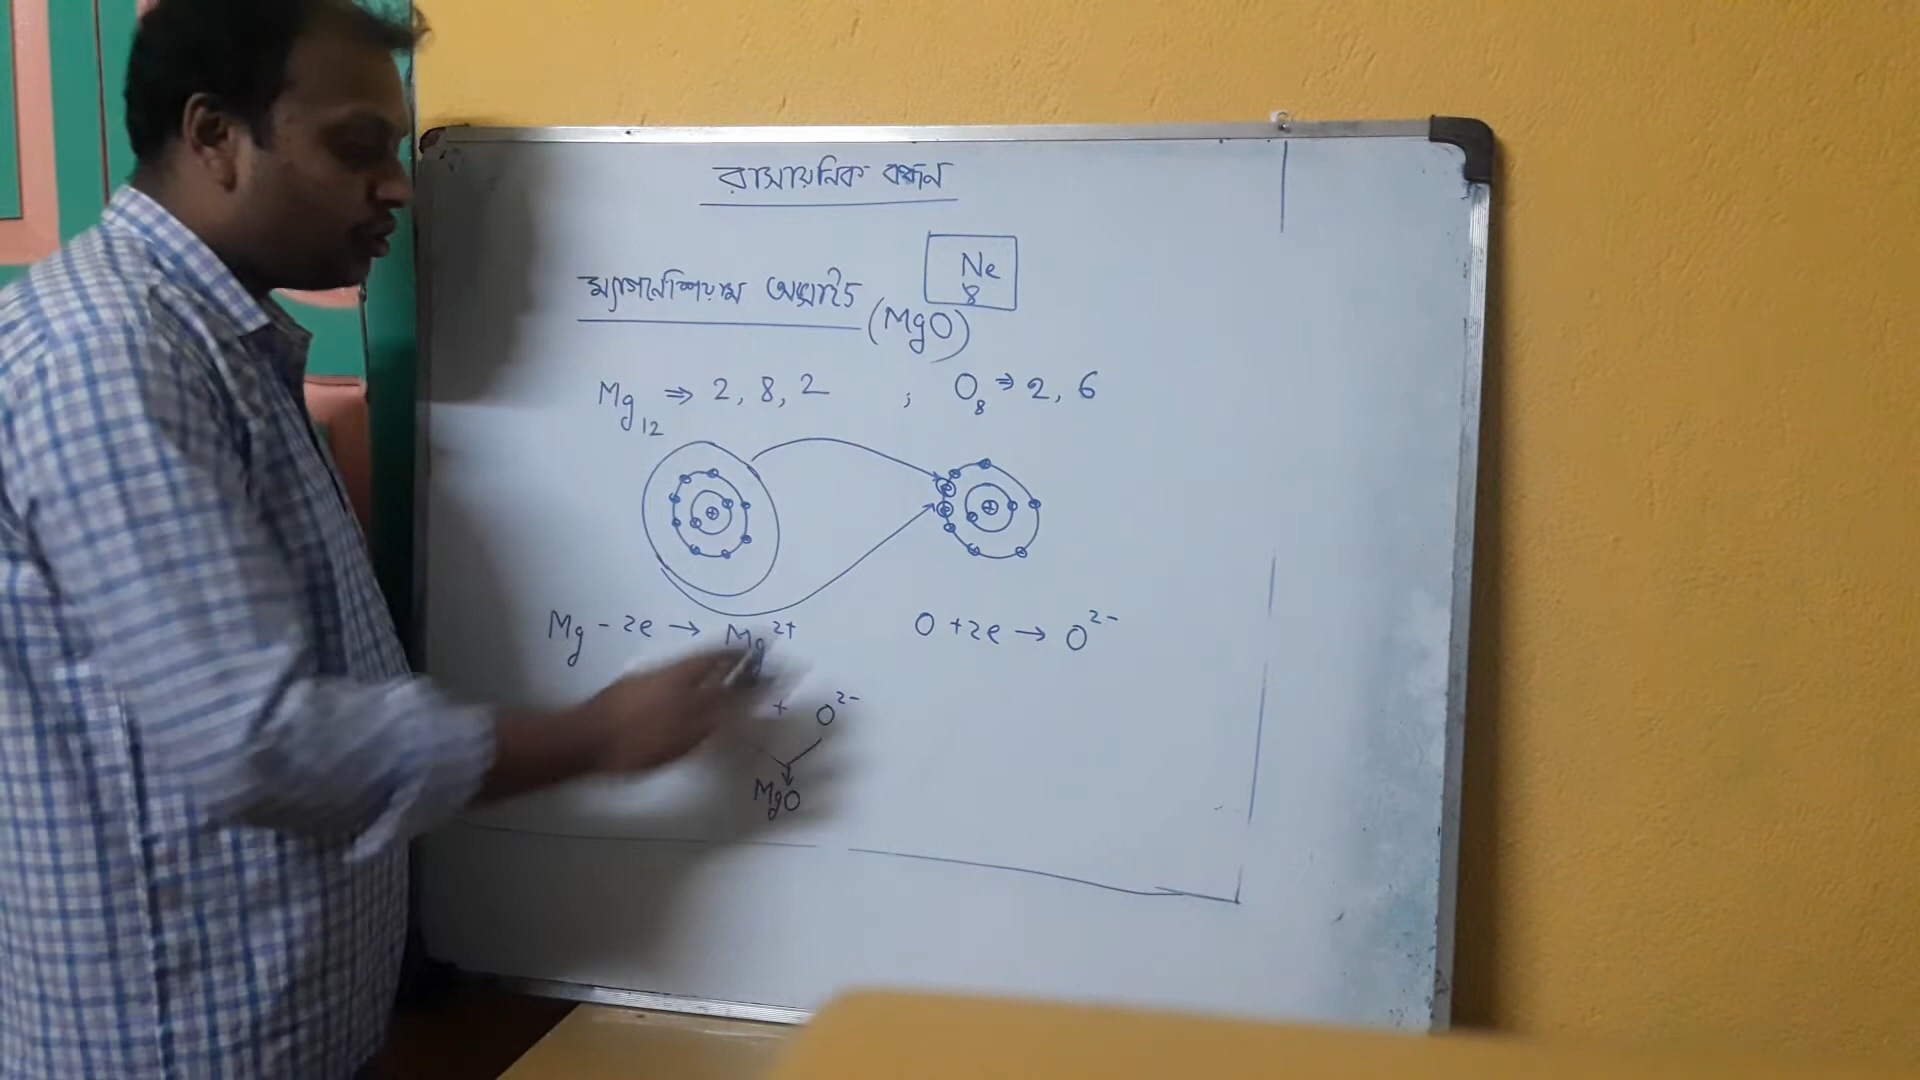 রাসায়নিক বন্ধন
Ne
8
ম্যাগনেশিয়াম অক্সাইড (MgO)
Mg₁₂ ⇒ 2, 8, 2 ; O₈ ⇒ 2, 6
Mg - 2e → Mg²⁺ O + 2e → O²⁻
+ O²⁻
MgO